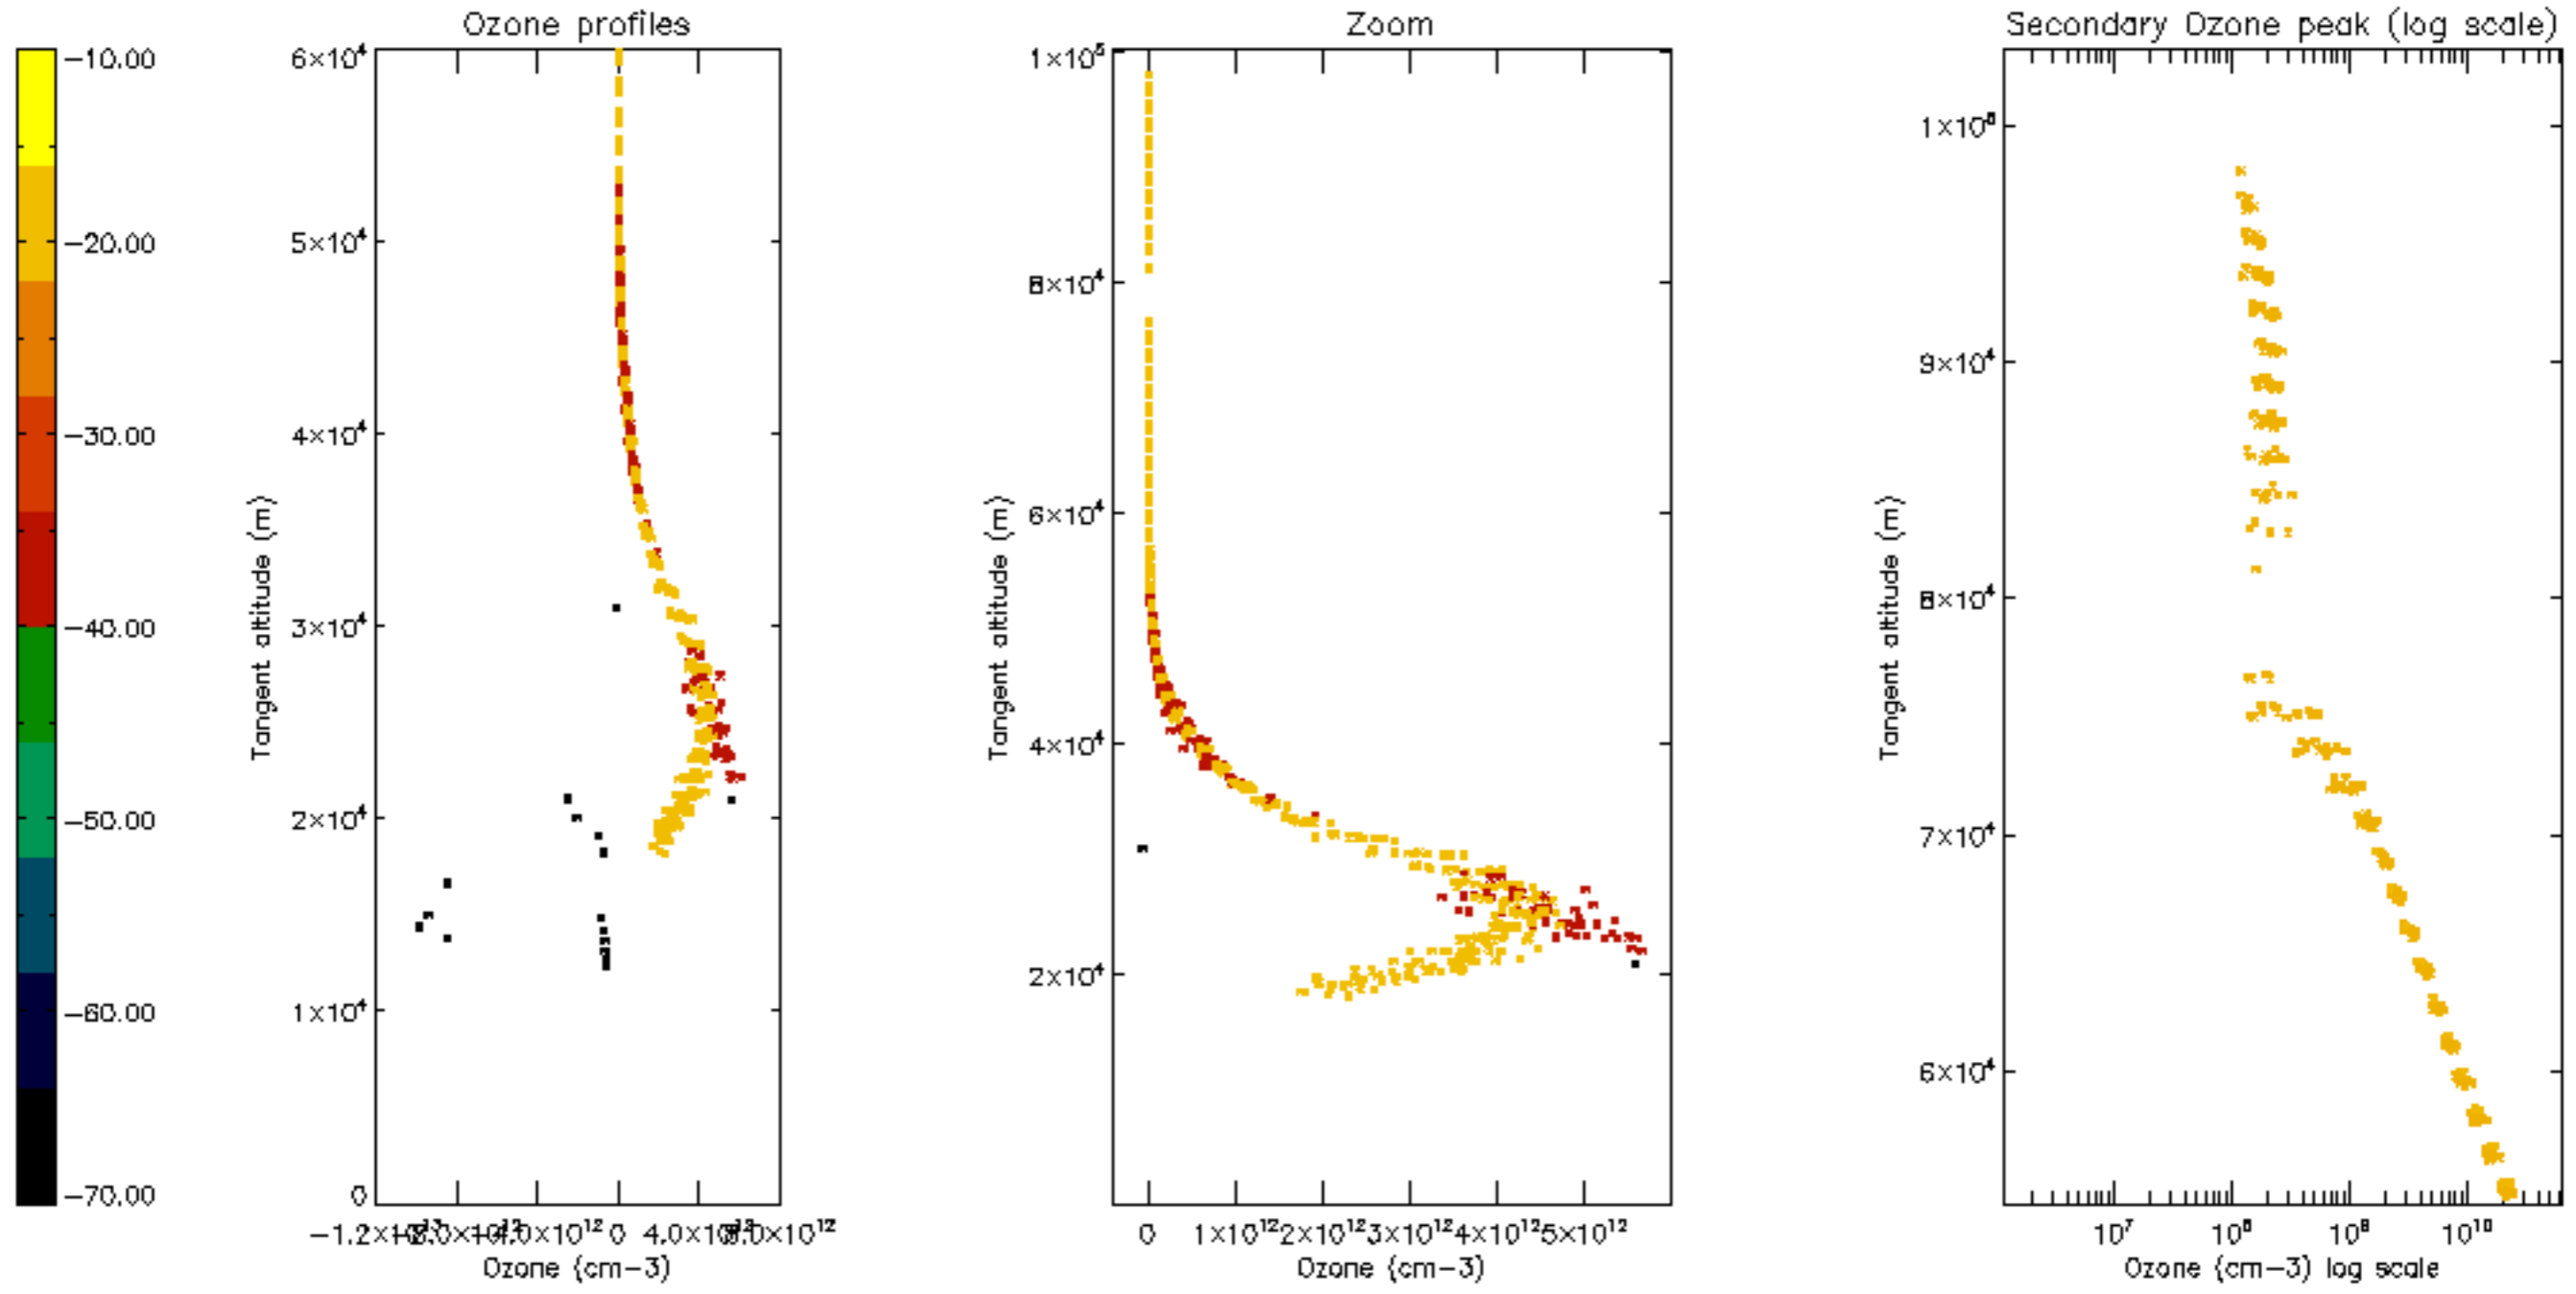 Ozone profiles
Zoom
Secondary Ozone peak (log scale)
−10.00
−20.00
−30.00
−40.00
−50.00
−60.00
−70.00
6×10⁴
5×10⁴
4×10⁴
3×10⁴
2×10⁴
1×10⁴
0
Tangent altitude (m)
0
Ozone (cm−3)
1×10⁵
8×10⁴
6×10⁴
4×10⁴
2×10⁴
Tangent altitude (m)
0 1×10¹² 2×10¹² 3×10¹² 4×10¹² 5×10¹²
Ozone (cm−3)
1×10⁵
9×10⁴
8×10⁴
7×10⁴
6×10⁴
Tangent altitude (m)
10⁷ 10⁸ 10⁹ 10¹⁰
Ozone (cm−3) log scale